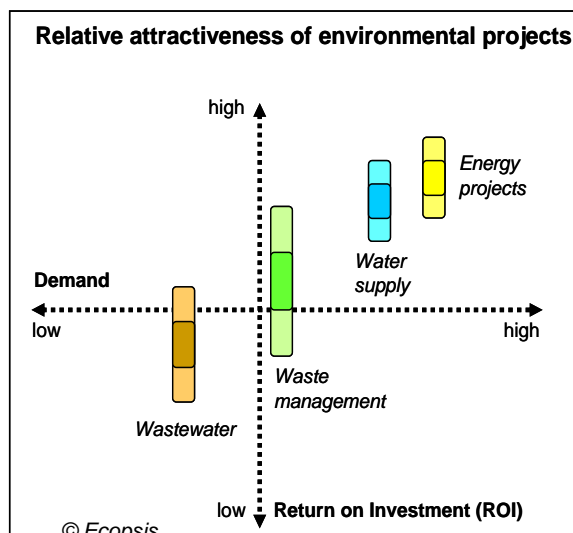 Relative attractiveness of environmental projects
high
Energy
projects
Water
supply
Demand
low
high
Waste
management
Wastewater
low
Return on Investment (ROI)
© Ecopsis